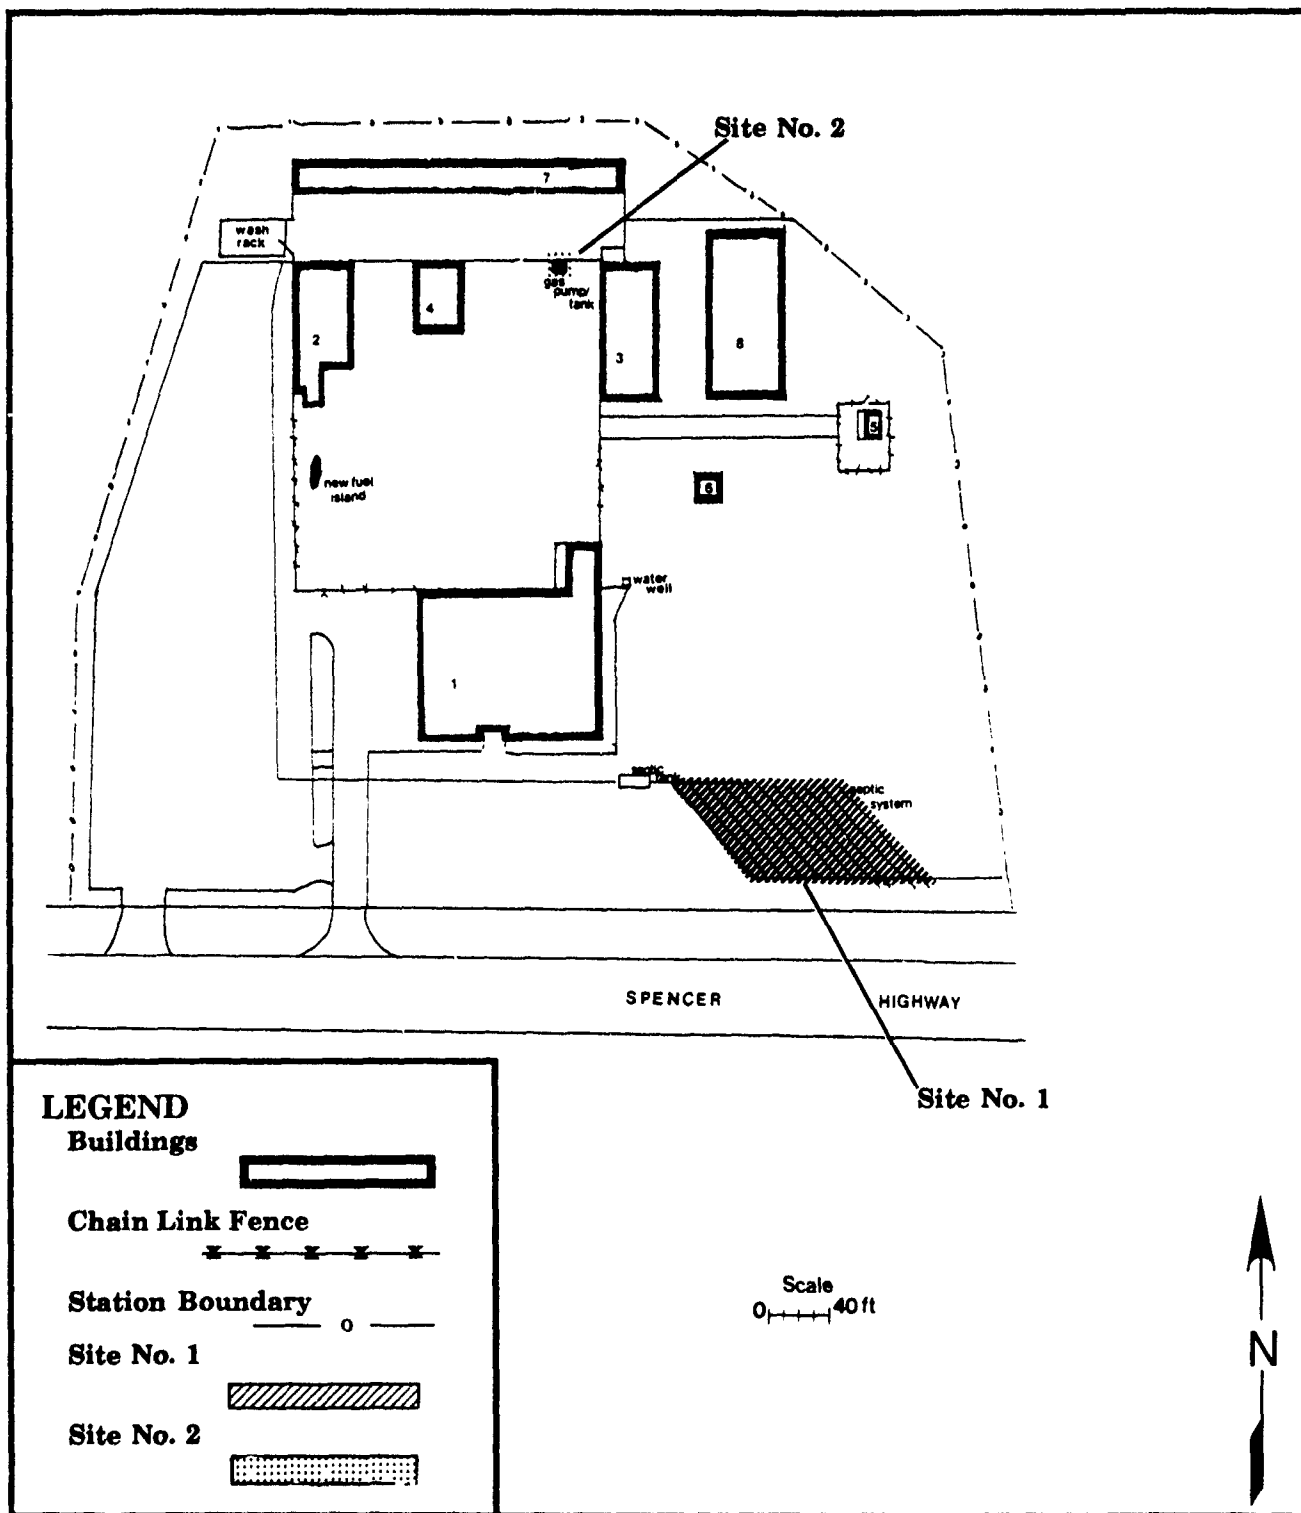 Site No. 2
7
wash
rack
gas
pump/
tank
4
2
3
8
5
new fuel
island
6
water
well
1
septic
tank
septic
system
SPENCER HIGHWAY
Site No. 1
LEGEND
Buildings
Chain Link Fence
Station Boundary
Site No. 1
Site No. 2
Scale
0 40 ft
N